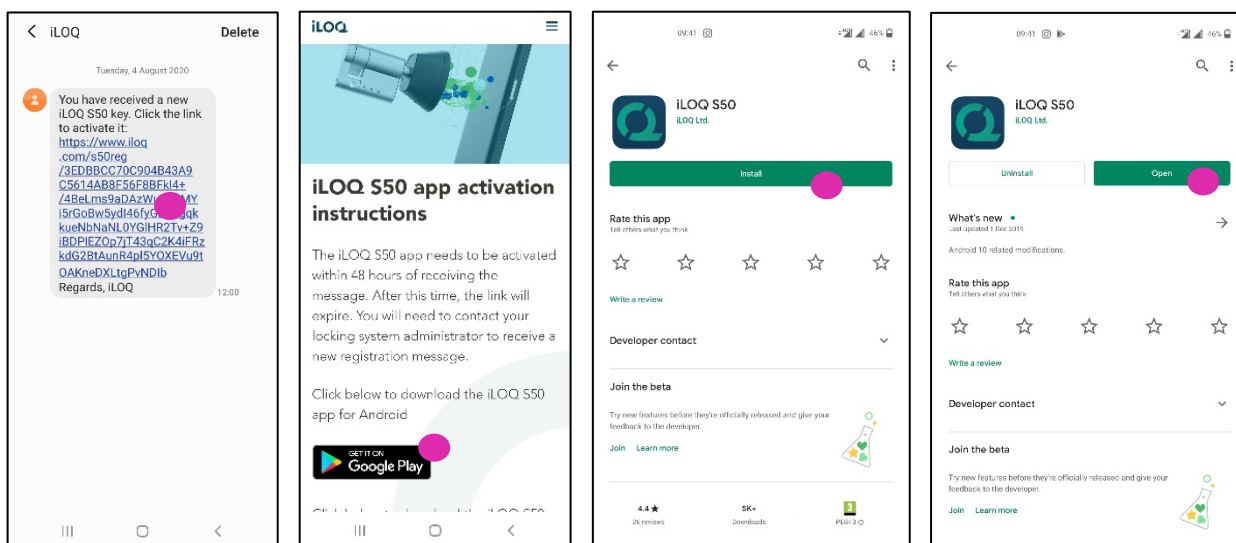 iLOQ
Delete
Tuesday, 4 August 2020
You have received a new
iLOQ S50 key. Click the link
to activate it:
https://www.iloq
.com/s50reg
/3EDBBCC70C904B43A9
C5614AB8F56F8BFkl4+
kueNbNaNL0YGlHR2Tv+Z9
iBDPlEZOp7jT43qC2K4iFRz
kdG2BtAunR4pl5YOXEVu9t
OAKneDXLtgPvNDIb
Regards, iLOQ
12:00
iLOQ
iLOQ S50 app activation
instructions
The iLOQ S50 app needs to be activated
within 48 hours of receiving the
message. After this time, the link will
expire. You will need to contact your
locking system administrator to receive a
new registration message.
Click below to download the iLOQ S50
app for Android
GET IT ON
Google Play
09:41
46%
iLOQ S50
iLOQ Ltd.
Install
Rate this app
Tell others what you think
Write a review
Developer contact
Join the beta
Try new features before they're officially released and give your
feedback to the developer.
Join Learn more
4.4 ★ 5K+ 3
26 reviews Downloads PEGI 3
09:41
46%
iLOQ S50
iLOQ Ltd.
Uninstall Open
What's new •
Last updated 1 Dec 2019
Android 10 related modifications.
Rate this app
Tell others what you think
Write a review
Developer contact
Join the beta
Try new features before they're officially released and give your
feedback to the developer.
Join Learn more